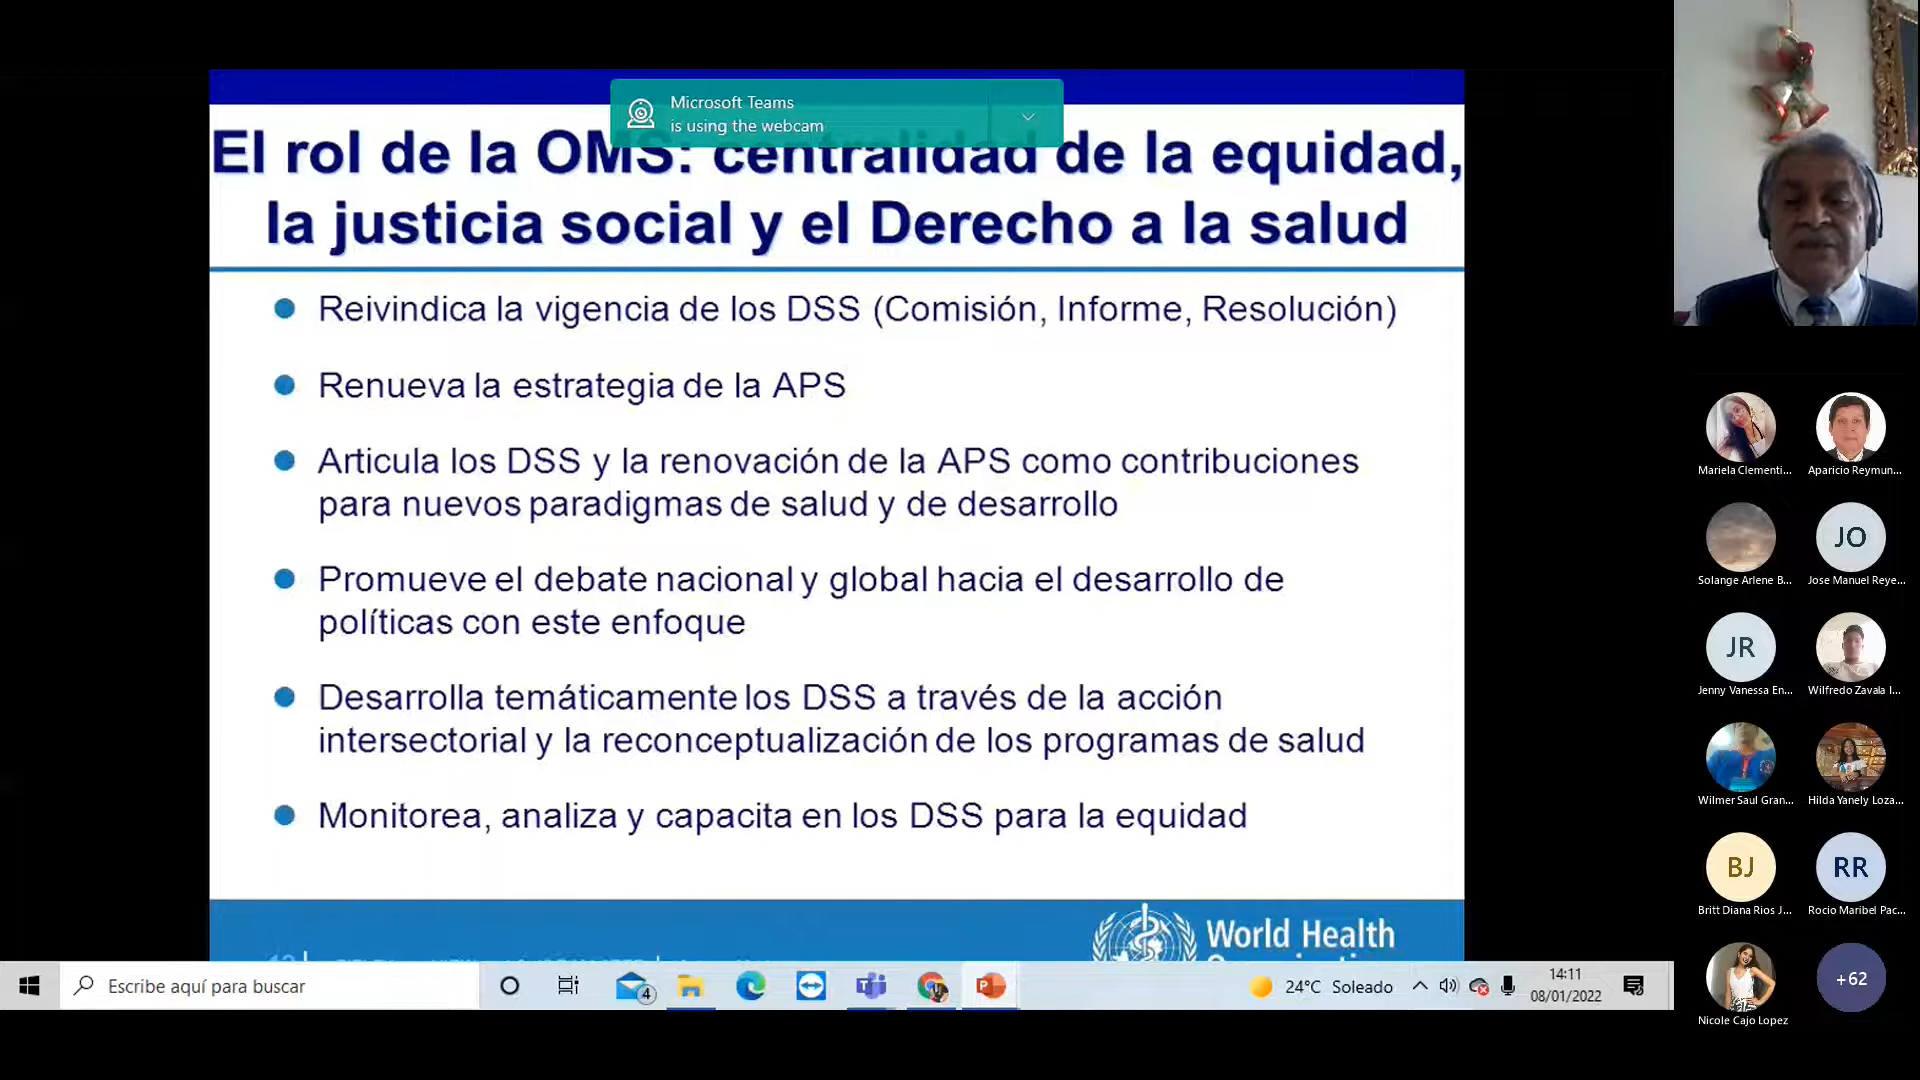 Microsoft Teams
is using the webcam
El rol de la OMS: centralidad de la equidad,
la justicia social y el Derecho a la salud
Reivindica la vigencia de los DSS (Comisión, Informe, Resolución)
Renueva la estrategia de la APS
Articula los DSS y la renovación de la APS como contribuciones
para nuevos paradigmas de salud y de desarrollo
Promueve el debate nacional y global hacia el desarrollo de
políticas con este enfoque
Desarrolla temáticamente los DSS a través de la acción
intersectorial y la reconceptualización de los programas de salud
Monitorea, analiza y capacita en los DSS para la equidad
World Health
Escribe aquí para buscar
4
24°C Soleado
14:11
08/01/2022
Mariela Clementi...
Aparicio Reymun...
JO
Solange Arlene B...
Jose Manuel Reye...
JR
Jenny Vanessa En...
Wilfredo Zavala I...
Wilmer Saul Gran...
Hilda Yanely Loza...
BJ
RR
Britt Diana Rios J...
Rocio Maribel Pac...
+62
Nicole Cajo Lopez